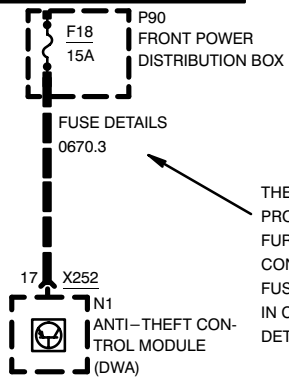 P90
F18
FRONT POWER
15A
DISTRIBUTION BOX
FUSE DETAILS
0670.3
THE
PRO
FUR
CON
FUS
IN C
DET
17 X252
N1
ANTI–THEFT CON-
TROL MODULE
(DWA)